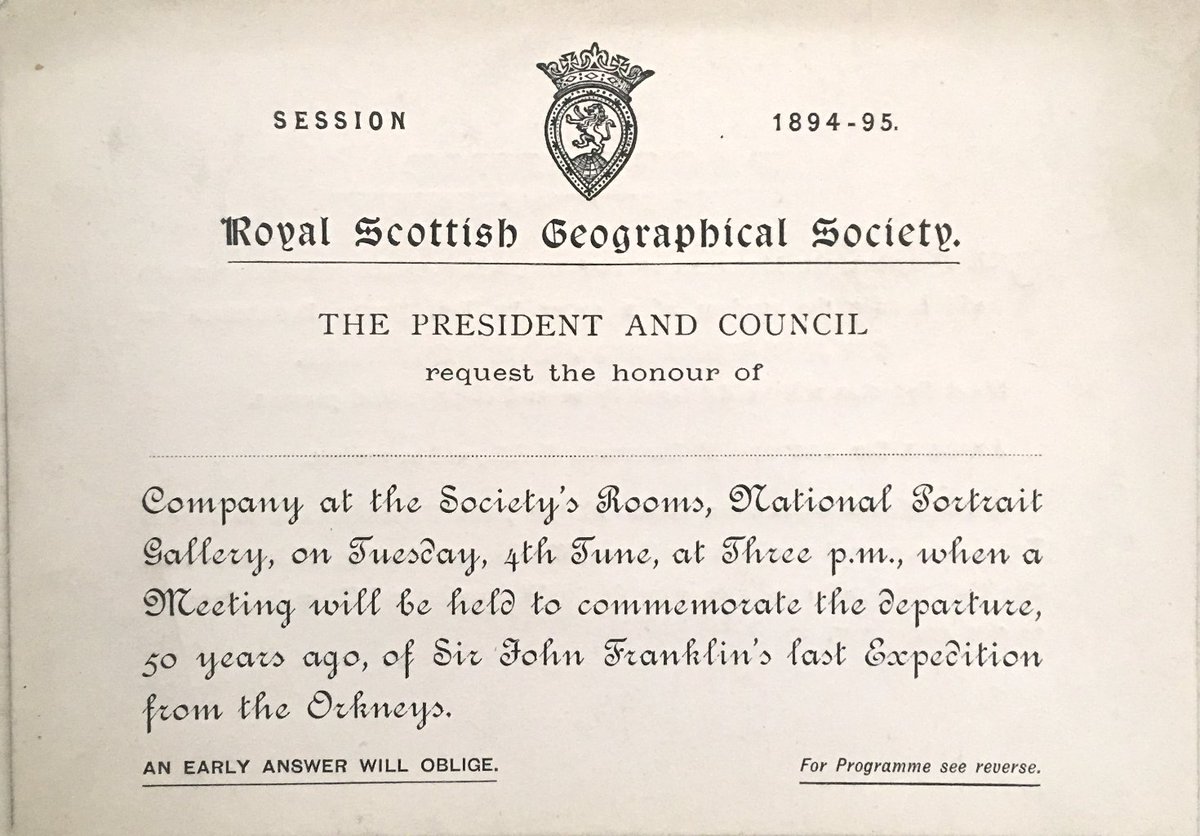 SESSION 1894-95.
Royal Scottish Geographical Society.
THE PRESIDENT AND COUNCIL
request the honour of
Company at the Society's Rooms, National Portrait
Gallery, on Tuesday, 4th June, at Three p.m., when a
Meeting will be held to commemorate the departure,
50 years ago, of Sir John Franklin's last Expedition
from the Orkneys.
AN EARLY ANSWER WILL OBLIGE. For Programme see reverse.